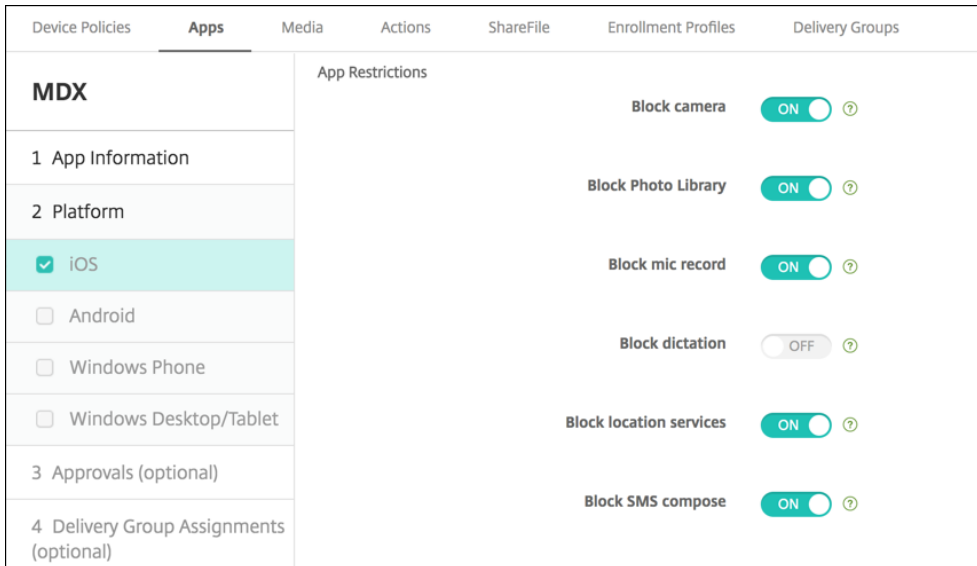 Device Policies Apps Media Actions ShareFile Enrollment Profiles Delivery Groups
MDX
1 App Information
2 Platform
iOS
Android
Windows Phone
Windows Desktop/Tablet
3 Approvals (optional)
4 Delivery Group Assignments
(optional)
App Restrictions
Block camera ON ?
Block Photo Library ON ?
Block mic record ON ?
Block dictation OFF ?
Block location services ON ?
Block SMS compose ON ?